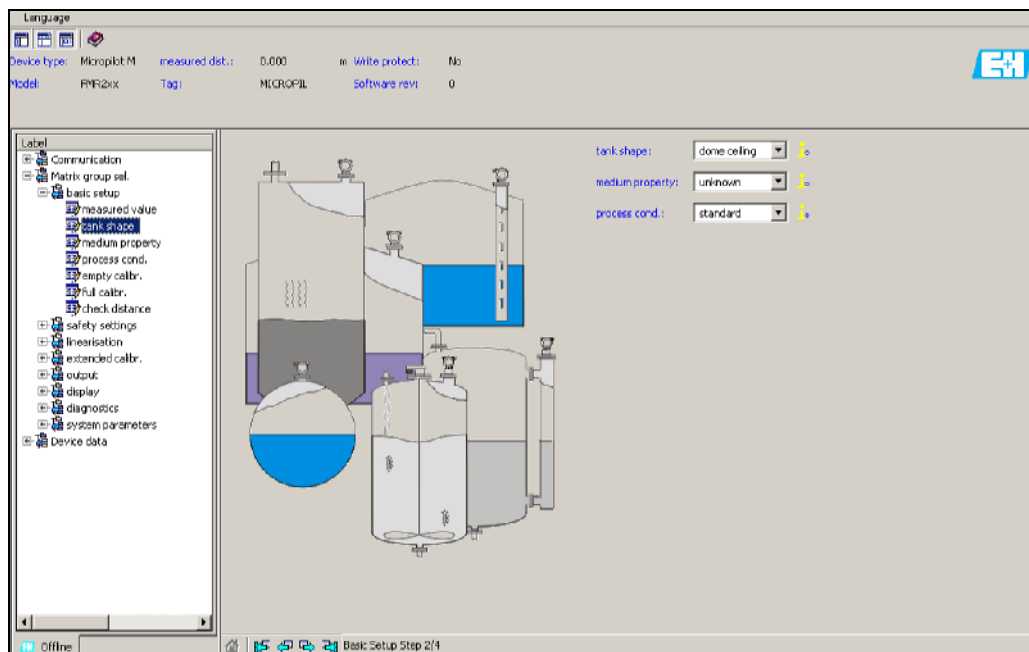 Language
Device type: Micropilot M measured dist.: 0.000 m Write protect: No
Model: FMR2xx Tag: MICROPIL Software rev: 0
E+H
Label
Communication
Matrix group sel.
basic setup
measured value
tank shape
medium property
process cond.
empty calibr.
full calibr.
check distance
safety settings
linearisation
extended calibr.
output
display
diagnostics
system parameters
Device data
tank shape: dome ceiling
medium property: unknown
process cond.: standard
Offline
Basic Setup Step 2/4